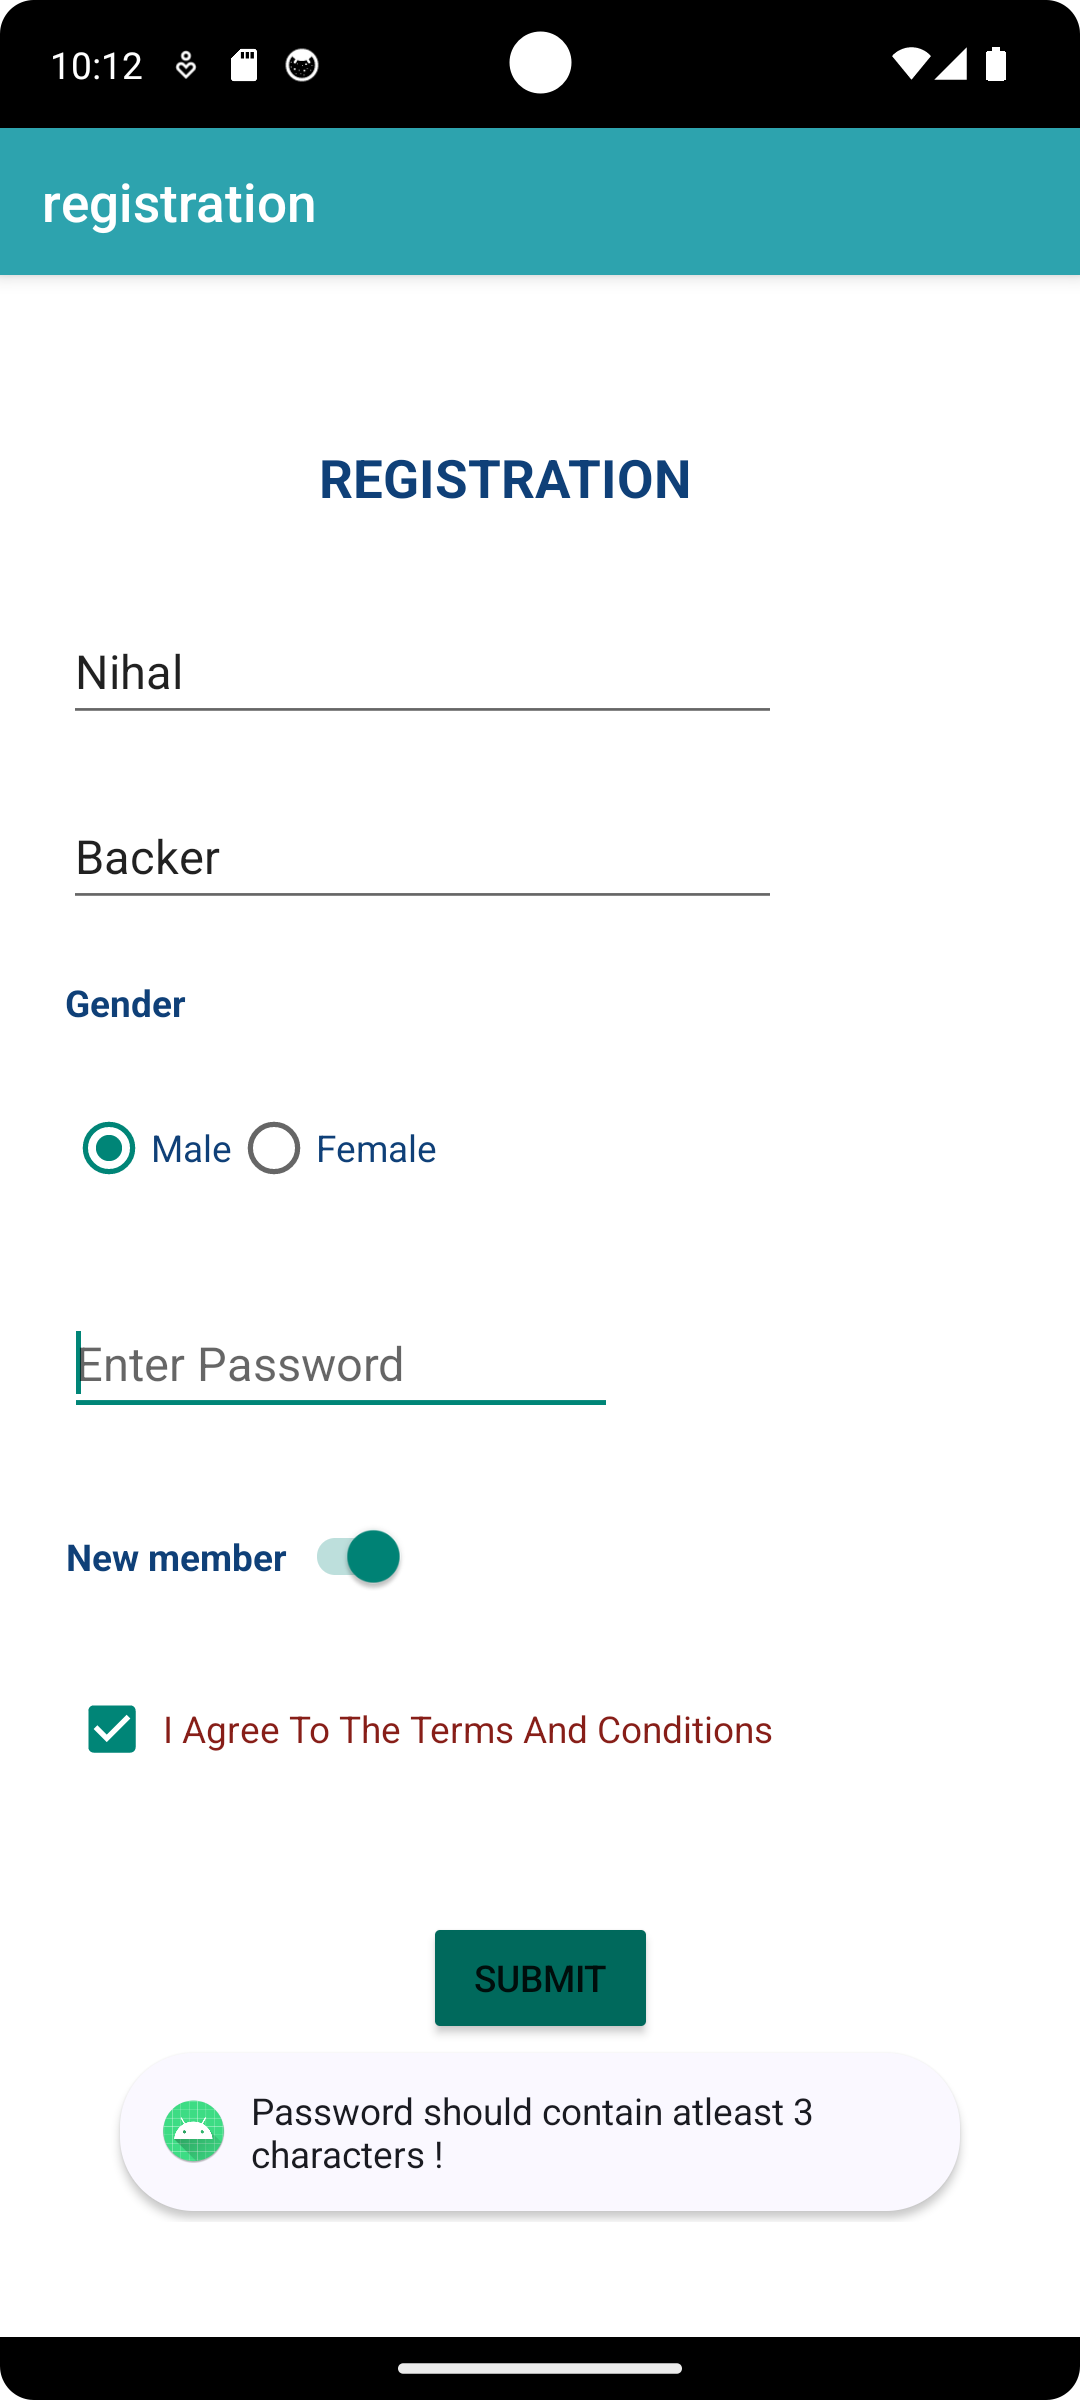 10:12
registration
REGISTRATION
Nihal
Backer
Gender
Male Female
Enter Password
New member
I Agree To The Terms And Conditions
SUBMIT
Password should contain atleast 3
characters !